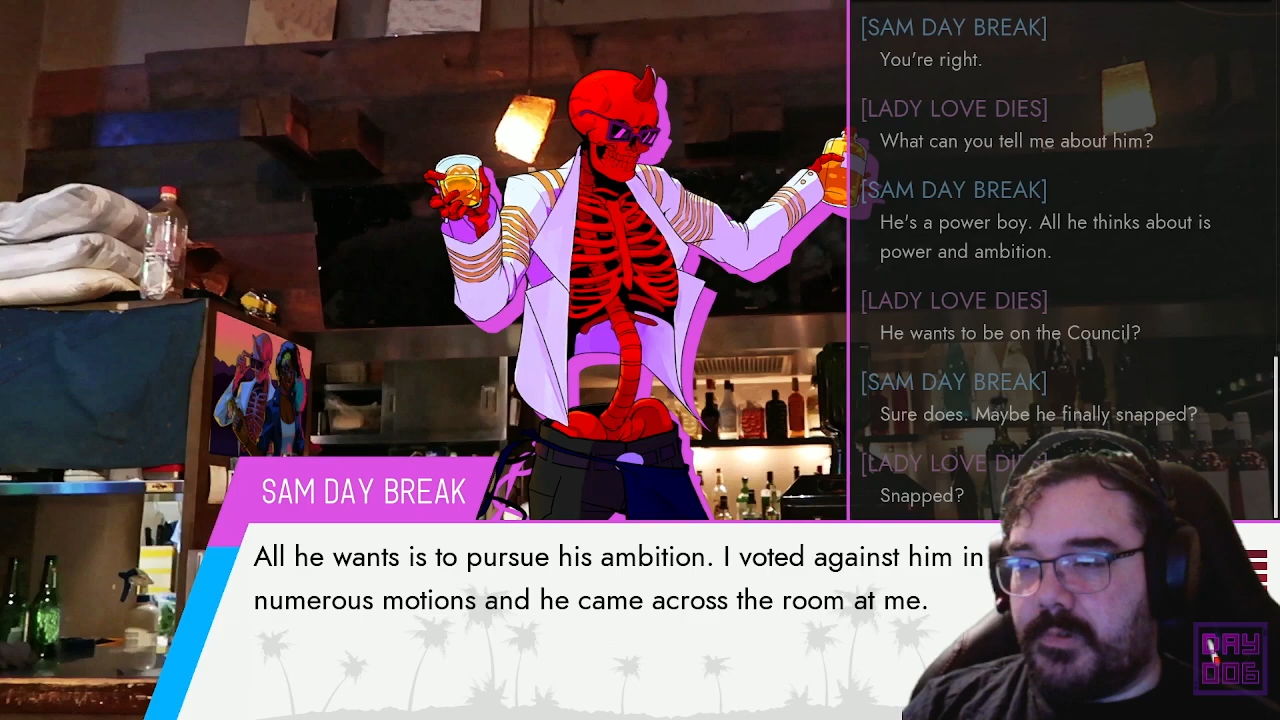 [SAM DAY BREAK]
You're right.
[LADY LOVE DIES]
What can you tell me about him?
[SAM DAY BREAK]
He's a power boy. All he thinks about is
power and ambition.
[LADY LOVE DIES]
He wants to be on the Council?
[SAM DAY BREAK]
Sure does. Maybe he finally snapped?
[LADY LOVE
Snapped?
SAM DAY BREAK
All he wants is to pursue his ambition. I voted against him in
numerous motions and he came across the room at me.
DAY
DOG